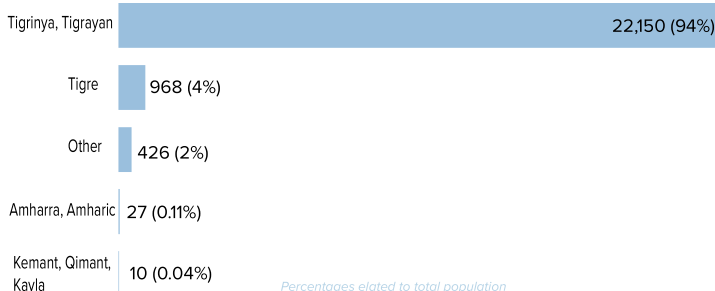 Tigrinya, Tigrayan 22,150 (94%)
Tigre 968 (4%)
Other 426 (2%)
Amharra, Amharic 27 (0.11%)
Kemant, Qimant,
Kayla 10 (0.04%)
Percentages elated to total population